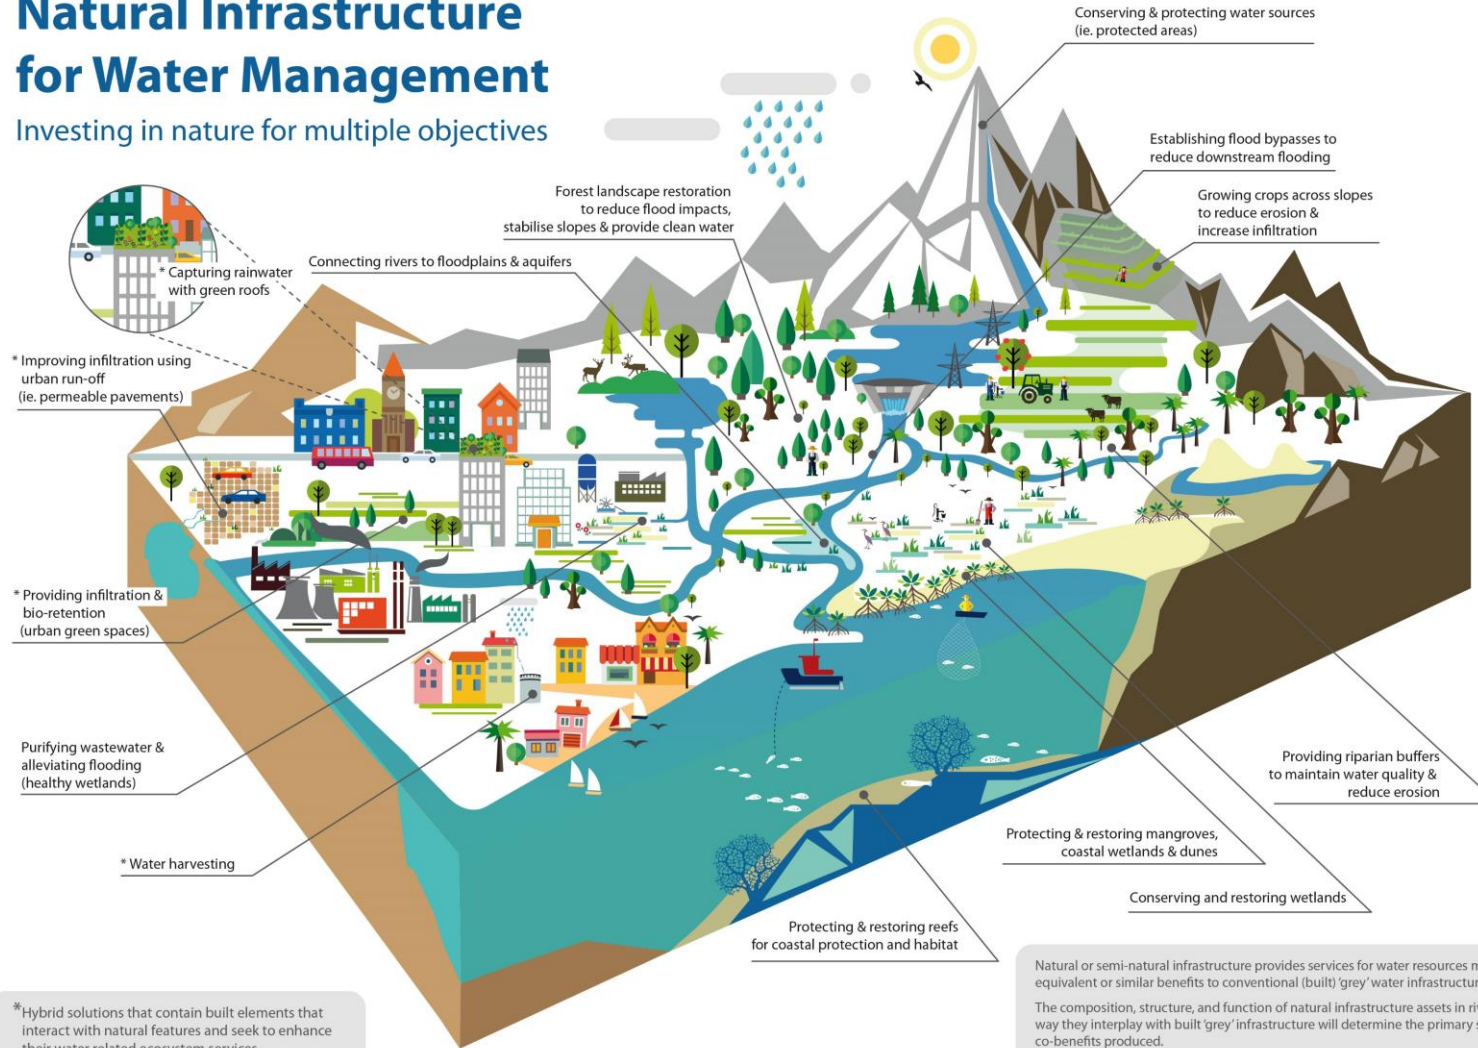 Natural Infrastructure
for Water Management
Investing in nature for multiple objectives
Conserving & protecting water sources
(ie. protected areas)
Establishing flood bypasses to
reduce downstream flooding
Growing crops across slopes
to reduce erosion &
increase infiltration
Forest landscape restoration
to reduce flood impacts,
stabilise slopes & provide clean water
Connecting rivers to floodplains & aquifers
* Capturing rainwater
with green roofs
* Improving infiltration using
urban run-off
(ie. permeable pavements)
* Providing infiltration &
bio-retention
(urban green spaces)
Purifying wastewater &
alleviating flooding
(healthy wetlands)
* Water harvesting
Providing riparian buffers
to maintain water quality &
reduce erosion
Protecting & restoring mangroves,
coastal wetlands & dunes
Conserving and restoring wetlands
Protecting & restoring reefs
for coastal protection and habitat
*Hybrid solutions that contain built elements that
interact with natural features and seek to enhance
their water related ecosystem services
Natural or semi-natural infrastructure provides services for water resources
equivalent or similar benefits to conventional (built) 'grey' water
The composition, structure, and function of natural infrastructure assets in
way they interplay with built 'grey' infrastructure will determine the primary
co-benefits produced.